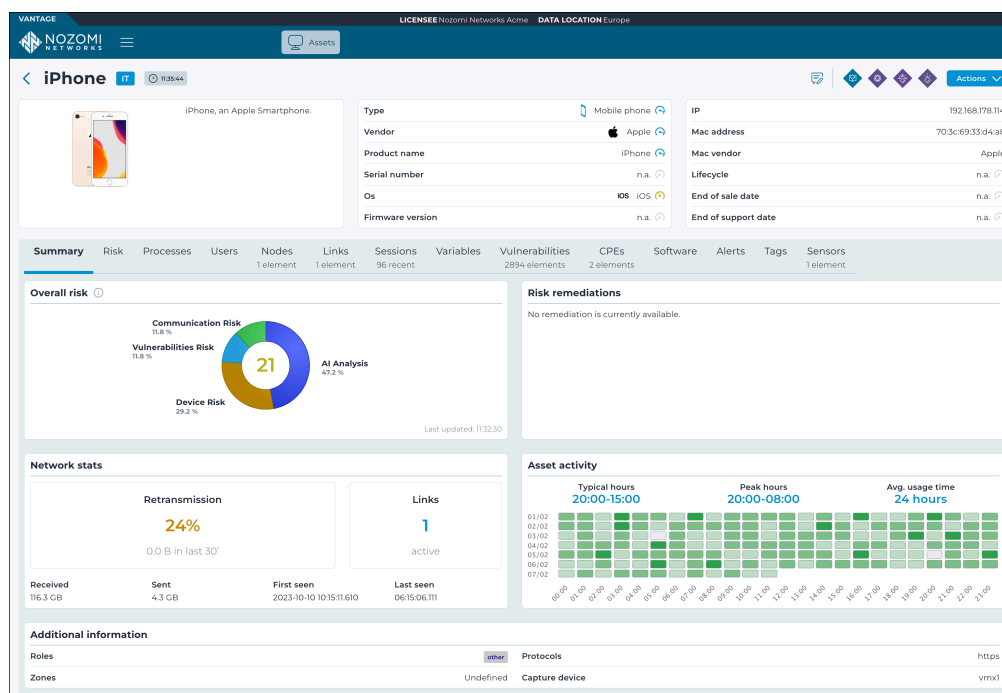 VANTAGE
LICENSEE Nozomi Networks Acme DATA LOCATION Europe
NOZOMI
NETWORKS
Assets
iPhone IT 11:35:44
Actions
iPhone, an Apple Smartphone.
Type Mobile phone
Vendor Apple
Product name iPhone
Serial number n.a.
Os iOS iOS
Firmware version n.a.
IP 192.168.178.114
Mac address 70:3c:69:33:d4:a8
Mac vendor Apple
Lifecycle n.a.
End of sale date n.a.
End of support date n.a.
Summary Risk Processes Users Nodes Links Sessions Variables Vulnerabilities CPEs Software Alerts Tags Sensors
1 element 1 element 96 recent 2894 elements 2 elements 1 element
Overall risk
Communication Risk
11.8 %
Vulnerabilities Risk
11.8 %
21
AI Analysis
47.2 %
Device Risk
29.2 %
Last updated: 11:32:30
Risk remediations
No remediation is currently available.
Network stats
Retransmission
24%
0.0 B in last 30'
Links
1
active
Received Sent First seen Last seen
116.3 GB 4.3 GB 2023-10-10 10:15:11.610 06:15:06.111
Asset activity
Typical hours Peak hours Avg. usage time
20:00-15:00 20:00-08:00 24 hours
01/02
02/02
03/02
04/02
05/02
06/02
07/02
00:00 01:00 02:00 03:00 04:00 05:00 06:00 07:00 08:00 09:00 10:00 11:00 12:00 13:00 14:00 15:00 16:00 17:00 18:00 19:00 20:00 21:00 22:00 23:00
Additional information
Roles other
Zones Undefined
Protocols https
Capture device vmx1